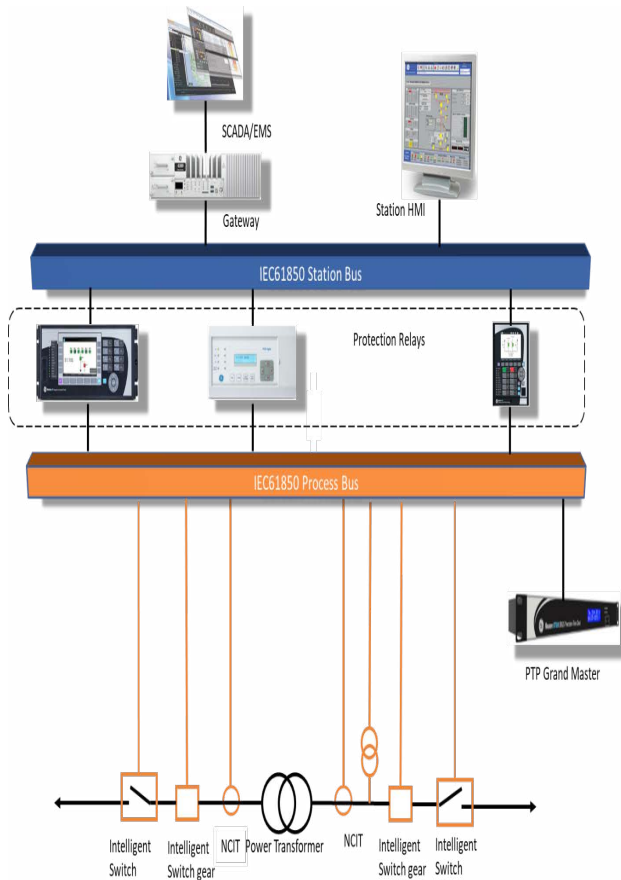 SCADA/EMS
Gateway
Station HMI
IEC61850 Station Bus
Protection Relays
IEC61850 Process Bus
PTP Grand Master
Intelligent
Switch
Intelligent
Switch gear
NCIT
Power Transformer
NCIT
Intelligent
Switch gear
Intelligent
Switch